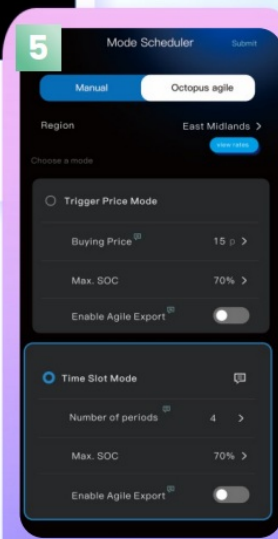 5
Mode Scheduler Submit
Manual Octopus agile
Region East Midlands >
View rates
Choose a mode
Trigger Price Mode
Buying Price 15 p >
Max. SOC 70% >
Enable Agile Export
Time Slot Mode
Number of periods 4 >
Max. SOC 70% >
Enable Agile Export